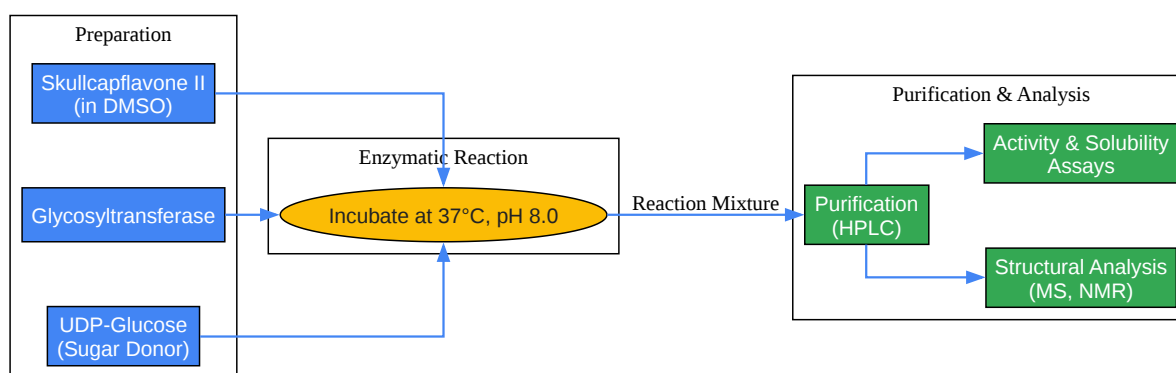 Preparation
Skullcapflavone II
(in DMSO)
Glycosyltransferase
UDP-Glucose
(Sugar Donor)
Enzymatic Reaction
Incubate at 37°C, pH 8.0
Reaction Mixture
Purification & Analysis
Purification
(HPLC)
Activity & Solubility
Assays
Structural Analysis
(MS, NMR)